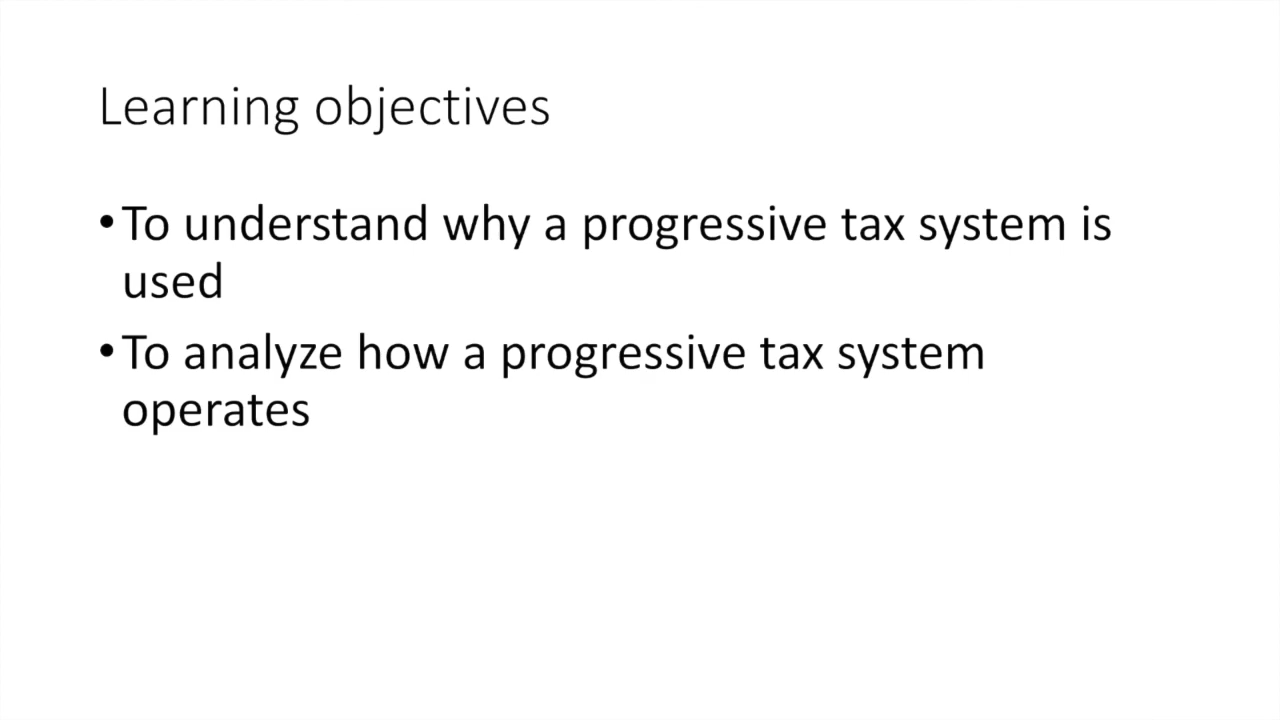 Learning objectives
•To understand why a progressive tax system is
used
•To analyze how a progressive tax system
operates